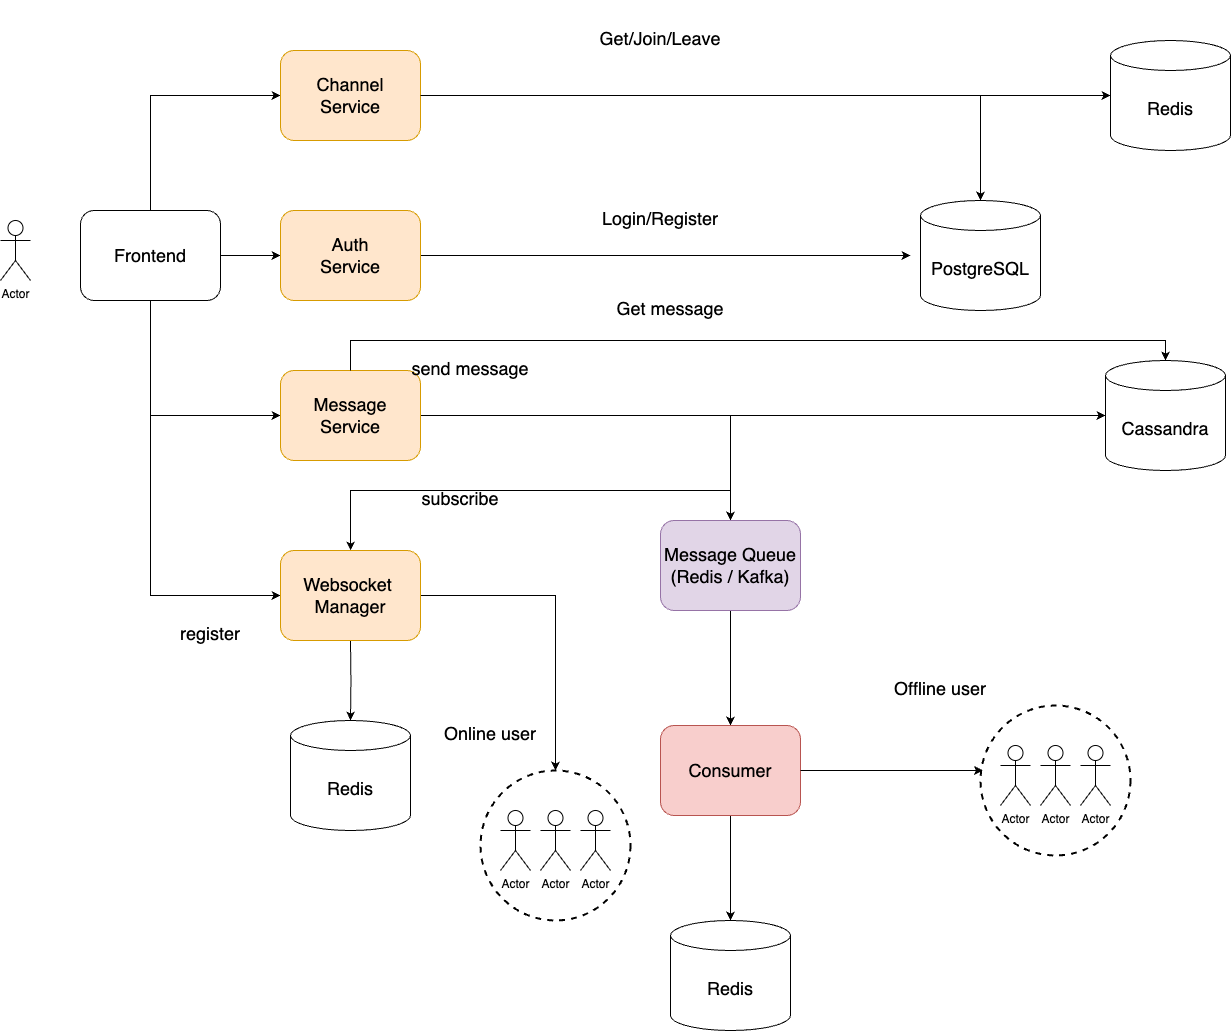 Get/Join/Leave
Channel
Service
Redis
Login/Register
Frontend
Auth
Service
PostgreSQL
Actor
Get message
send message
Message
Service
Cassandra
subscribe
Message Queue
(Redis / Kafka)
Websocket
Manager
register
Offline user
Online user
Redis
Consumer
Actor
Actor
Actor
Actor
Actor
Actor
Redis